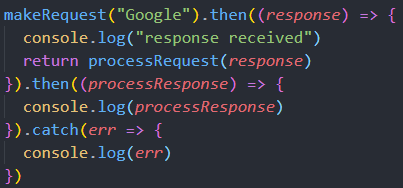 makeRequest("Google").then((response) => {
  console.log("response received")
  return processRequest(response)
}).then((processResponse) => {
  console.log(processResponse)
}).catch(err => {
  console.log(err)
})